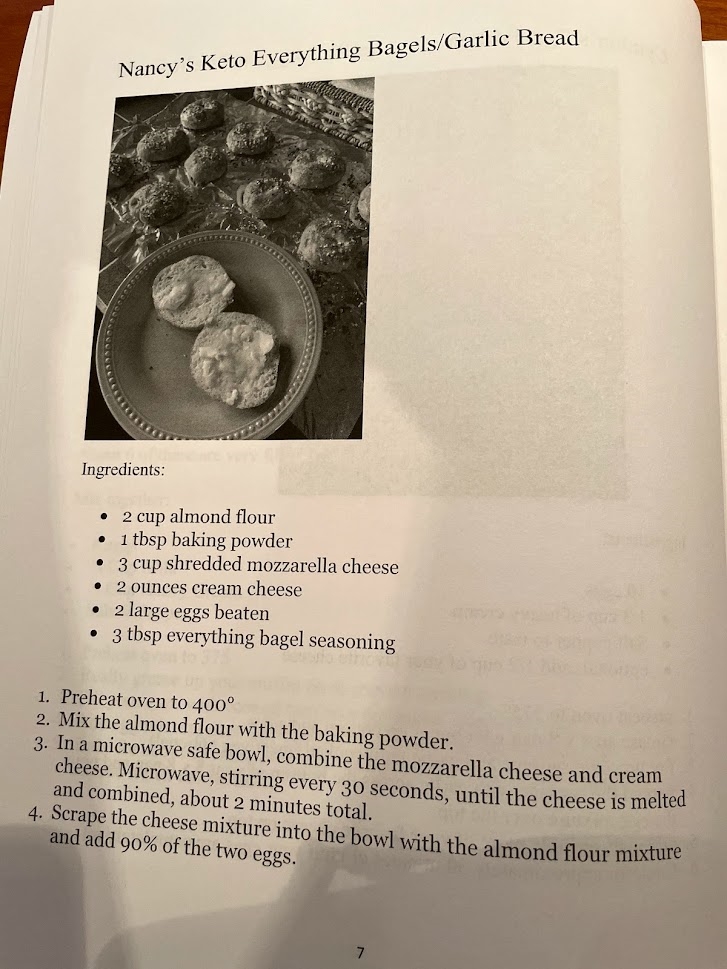 Nancy's Keto Everything Bagels/Garlic Bread
Ingredients:
• 2 cup almond flour
• 1 tbsp baking powder
• 3 cup shredded mozzarella cheese
• 2 ounces cream cheese
• 2 large eggs beaten
• 3 tbsp everything bagel seasoning
1. Preheat oven to 400°
2. Mix the almond flour with the baking powder.
3. In a microwave safe bowl, combine the mozzarella cheese and cream
cheese. Microwave, stirring every 30 seconds, until the cheese is melted
and combined, about 2 minutes total.
4. Scrape the cheese mixture into the bowl with the almond flour mixture
and add 90% of the two eggs.
7